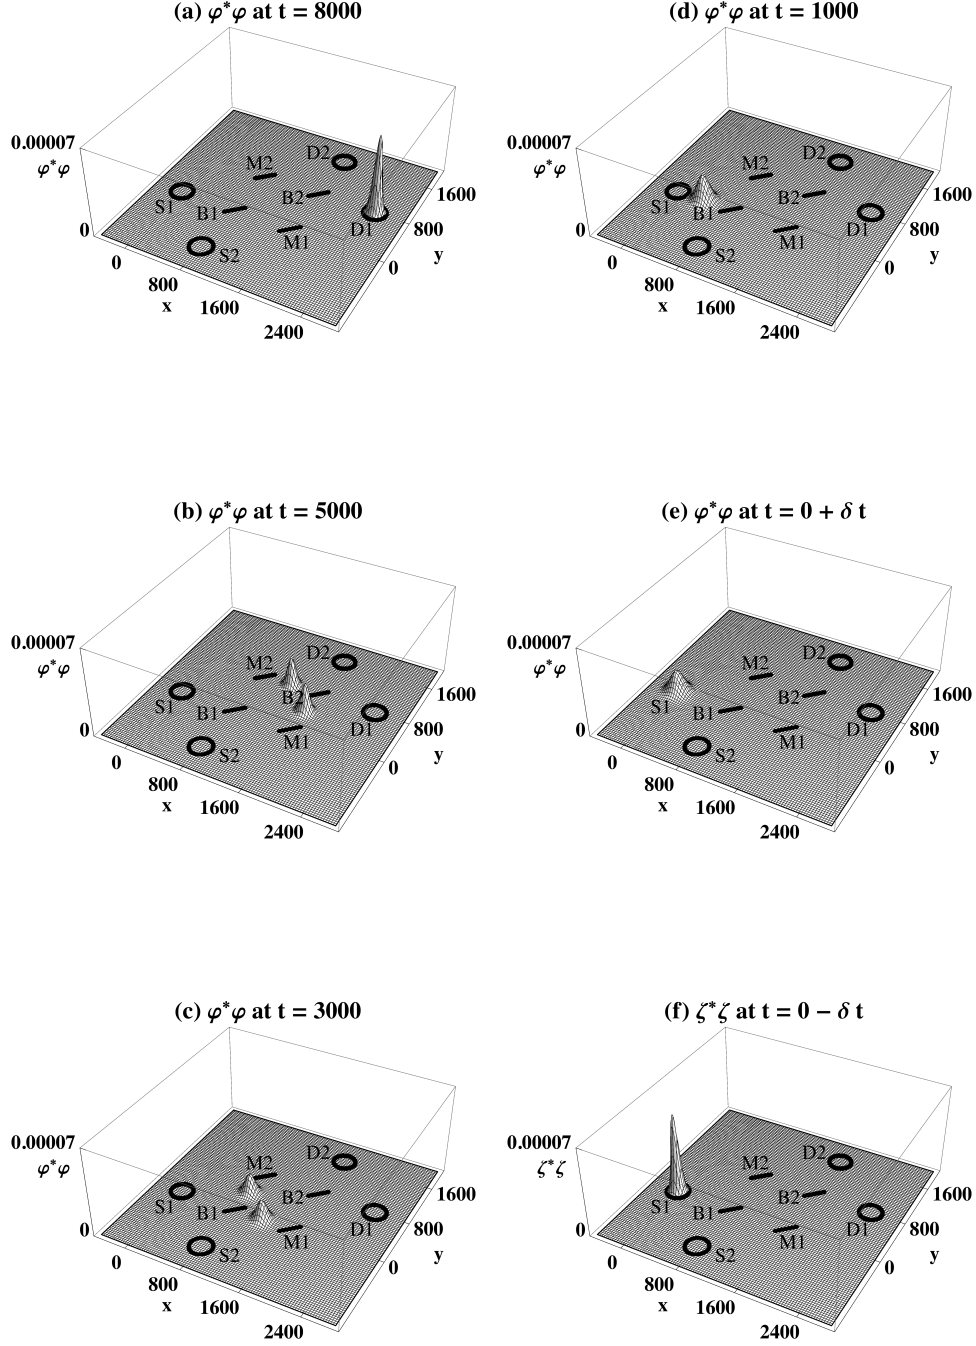 (a) φ*φ at t = 8000
0.00007
φ*φ
0
M2
D2
S1
B1
B2
D1
M1
S2
1600
800
0
y
0
800
x
1600
2400
(d) φ*φ at t = 1000
0.00007
φ*φ
0
M2
D2
S1
B1
B2
D1
M1
S2
1600
800
0
y
0
800
x
1600
2400
(b) φ*φ at t = 5000
0.00007
φ*φ
0
M2
D2
S1
B1
B2
D1
M1
S2
1600
800
0
y
0
800
x
1600
2400
(e) φ*φ at t = 0 + δ t
0.00007
φ*φ
0
M2
D2
S1
B1
B2
D1
M1
S2
1600
800
0
y
0
800
x
1600
2400
(c) φ*φ at t = 3000
0.00007
φ*φ
0
M2
D2
S1
B1
B2
D1
M1
S2
1600
800
0
y
0
800
x
1600
2400
(f) ζ*ζ at t = 0 − δ t
0.00007
ζ*ζ
0
M2
D2
S1
B1
B2
D1
M1
S2
1600
800
0
y
0
800
x
1600
2400